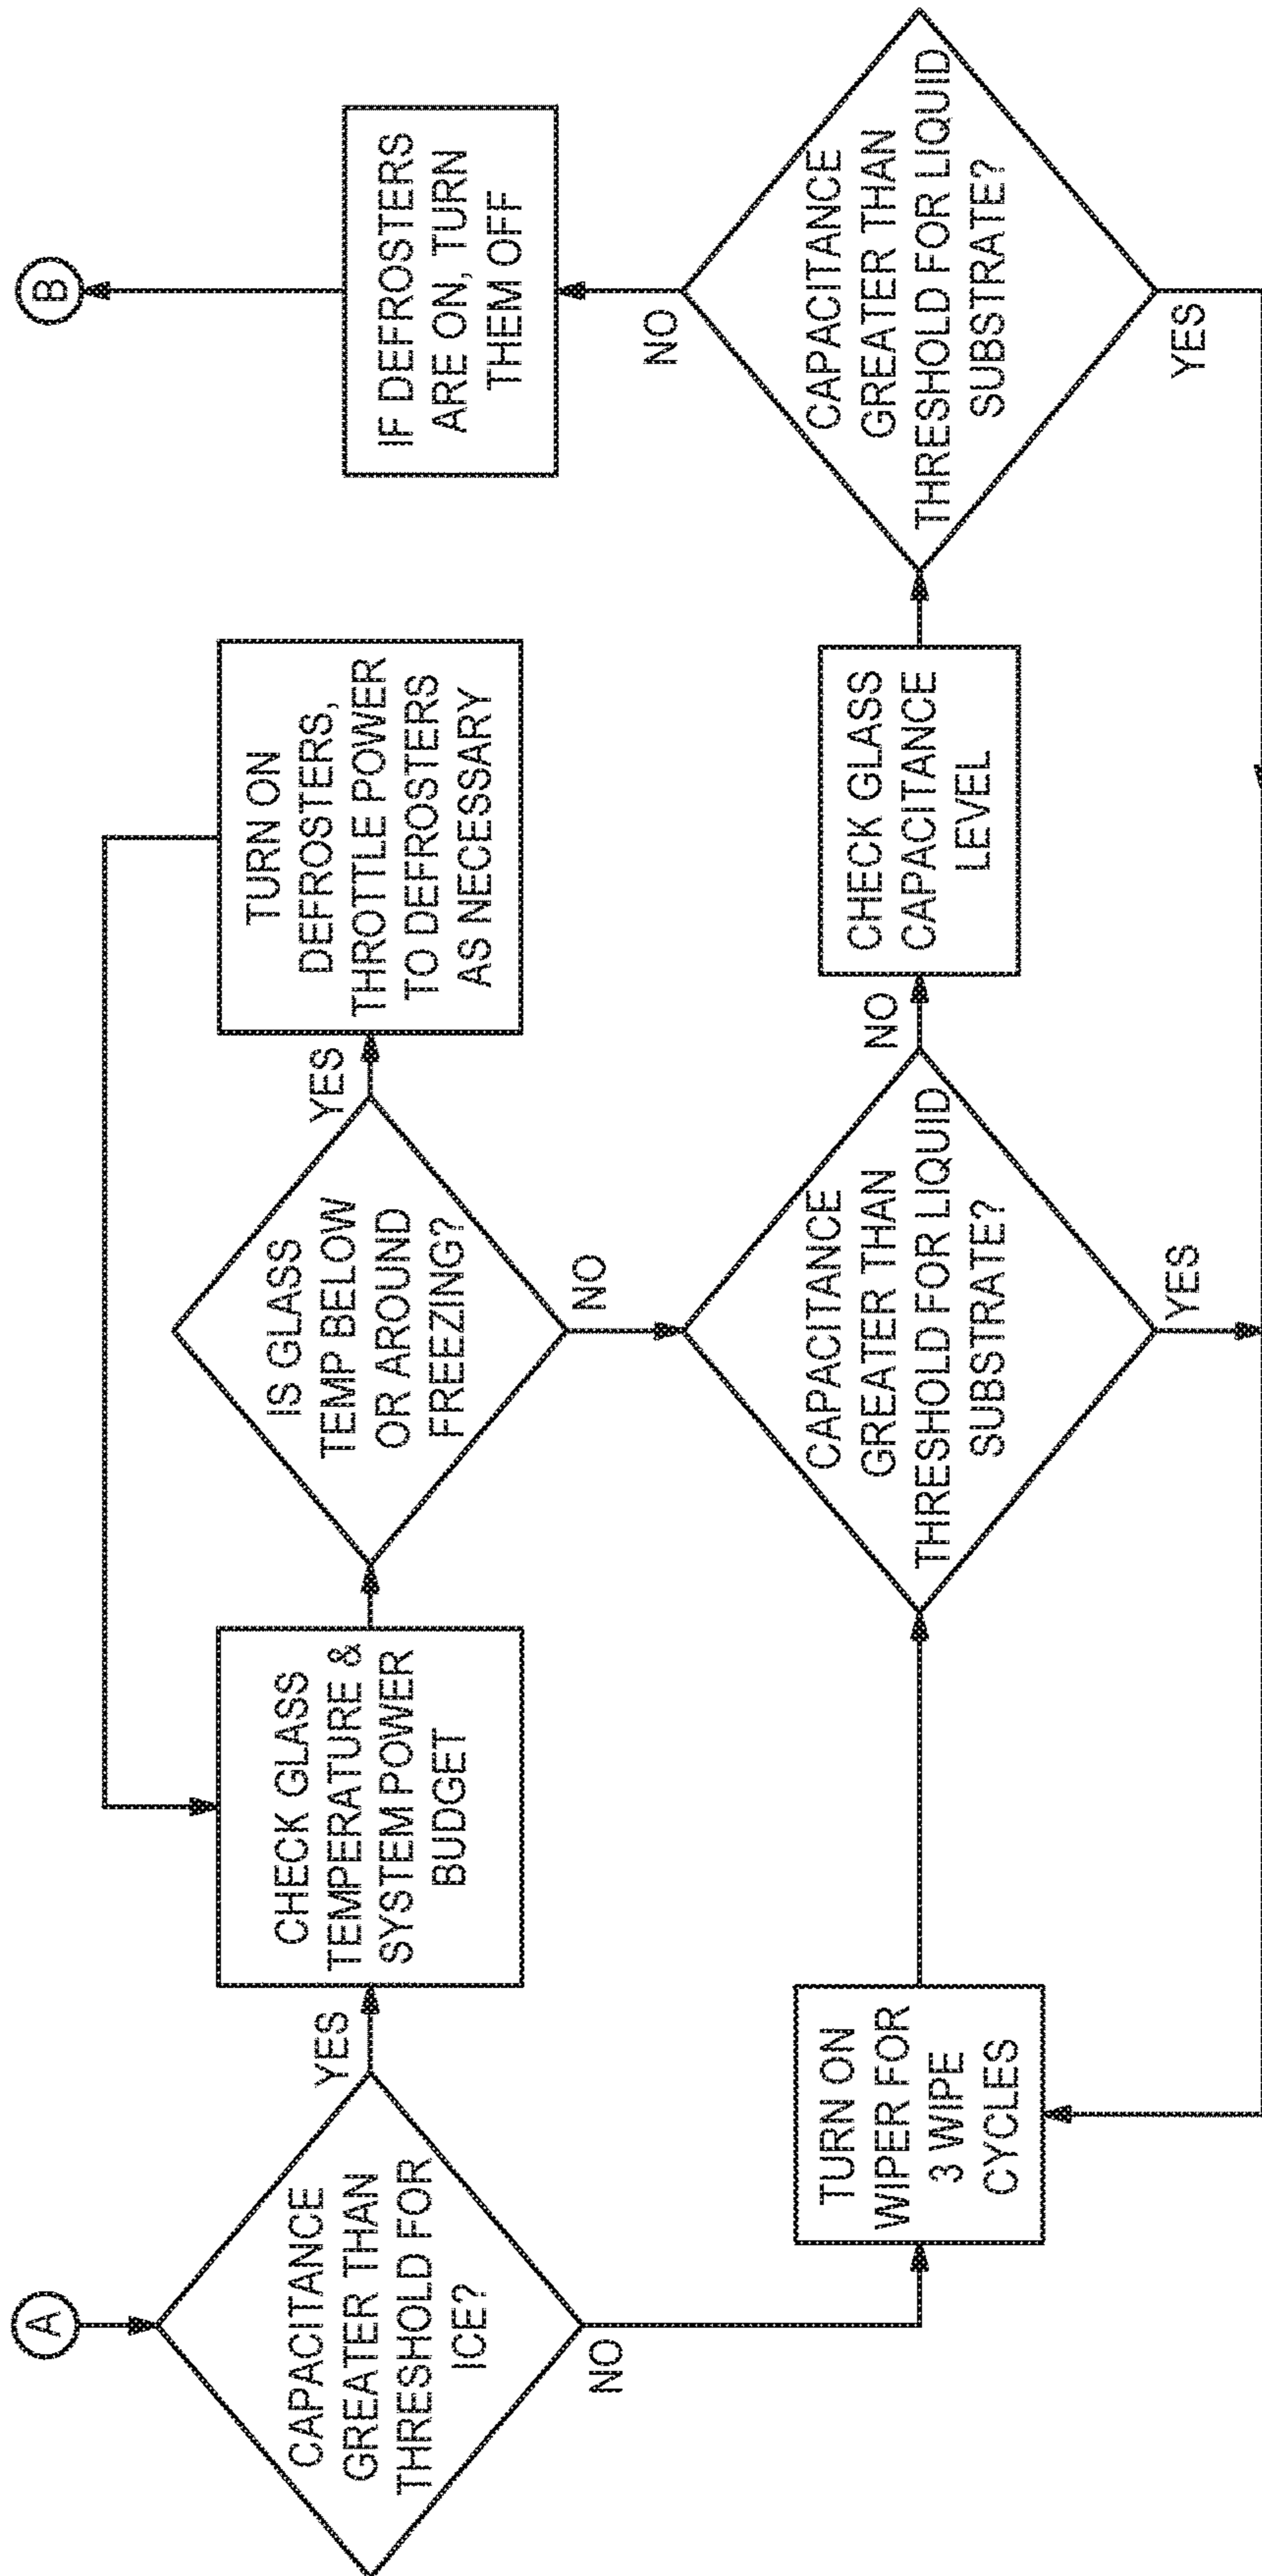 A
CAPACITANCE
GREATER THAN
THRESHOLD FOR
ICE?
YES
NO
CHECK GLASS
TEMPERATURE &
SYSTEM POWER
BUDGET
IS GLASS
TEMP BELOW
OR AROUND
FREEZING?
YES
NO
TURN ON
DEFROSTERS,
THROTTLE POWER
TO DEFROSTERS
AS NECESSARY
TURN ON
WIPER FOR
3 WIPE
CYCLES
CAPACITANCE
GREATER THAN
THRESHOLD FOR LIQUID
SUBSTRATE?
NO
YES
CHECK GLASS
CAPACITANCE
LEVEL
CAPACITANCE
GREATER THAN
THRESHOLD FOR LIQUID
SUBSTRATE?
NO
YES
IF DEFROSTERS
ARE ON, TURN
THEM OFF
B